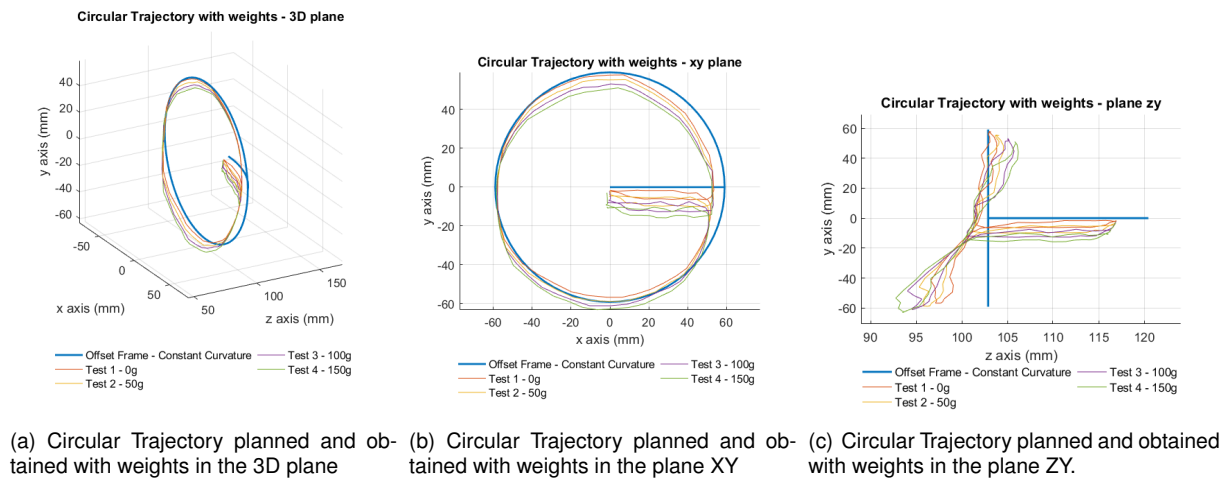 Circular Trajectory with weights - 3D plane
40
20
0
-20
-40
-60
y axis (mm)
-50
0
50
x axis (mm)
50
100
150
z axis (mm)
Offset Frame - Constant Curvature
Test 1 - 0g
Test 2 - 50g
Test 3 - 100g
Test 4 - 150g
Circular Trajectory with weights - xy plane
40
20
0
-20
-40
-60
y axis (mm)
-60 -40 -20 0 20 40 60
x axis (mm)
Offset Frame - Constant Curvature
Test 1 - 0g
Test 2 - 50g
Test 3 - 100g
Test 4 - 150g
Circular Trajectory with weights - plane zy
60
40
20
0
-20
-40
-60
y axis (mm)
90 95 100 105 110 115 120
z axis (mm)
Offset Frame - Constant Curvature
Test 1 - 0g
Test 2 - 50g
Test 3 - 100g
Test 4 - 150g
(a) Circular Trajectory planned and ob-
tained with weights in the 3D plane
(b) Circular Trajectory planned and ob-
tained with weights in the plane XY
(c) Circular Trajectory planned and obtained
with weights in the plane ZY.